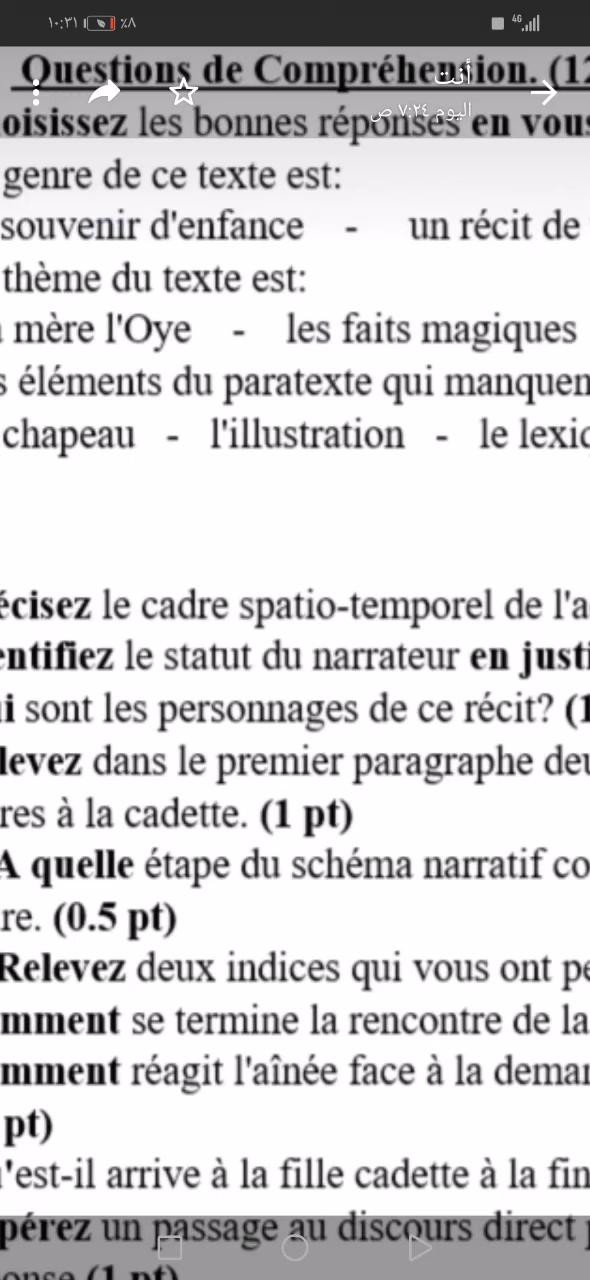 ١٠:٣١ ٪٨ 4G
Questions de Compréhension. (12
أنت
اليوم ٧:٢٤ ص
oisissez les bonnes réponses en vous
genre de ce texte est:
souvenir d'enfance - un récit de
thème du texte est:
mère l'Oye - les faits magiques
s éléments du paratexte qui manquen
chapeau - l'illustration - le lexic
écisez le cadre spatio-temporel de l'a
entifiez le statut du narrateur en justi
i sont les personnages de ce récit? (1
levez dans le premier paragraphe deu
res à la cadette. (1 pt)
A quelle étape du schéma narratif co
re. (0.5 pt)
Relevez deux indices qui vous ont pe
mment se termine la rencontre de la
mment réagit l'aînée face à la deman
pt)
'est-il arrive à la fille cadette à la fin
pérez un passage au discours direct
onse (1 pt)